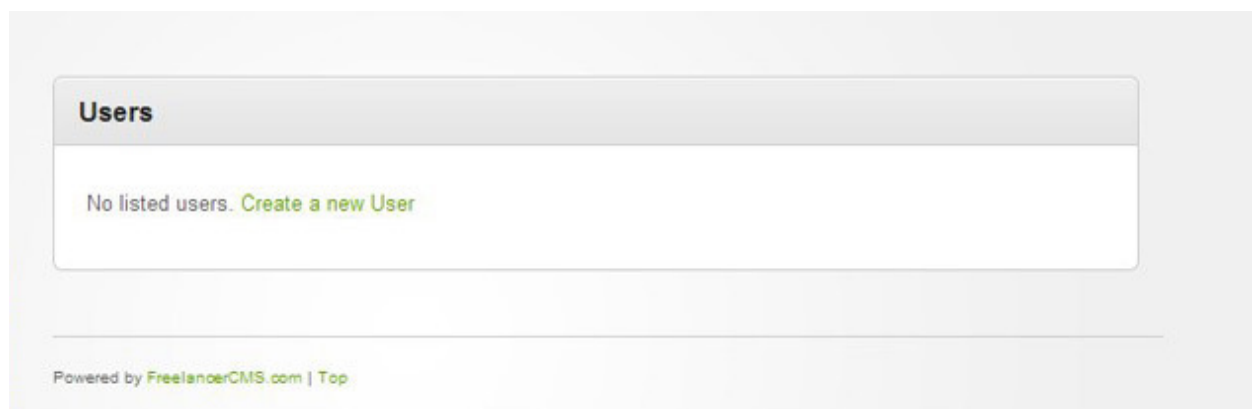 Users
No listed users. Create a new User
Powered by FreelancerCMS.com | Top